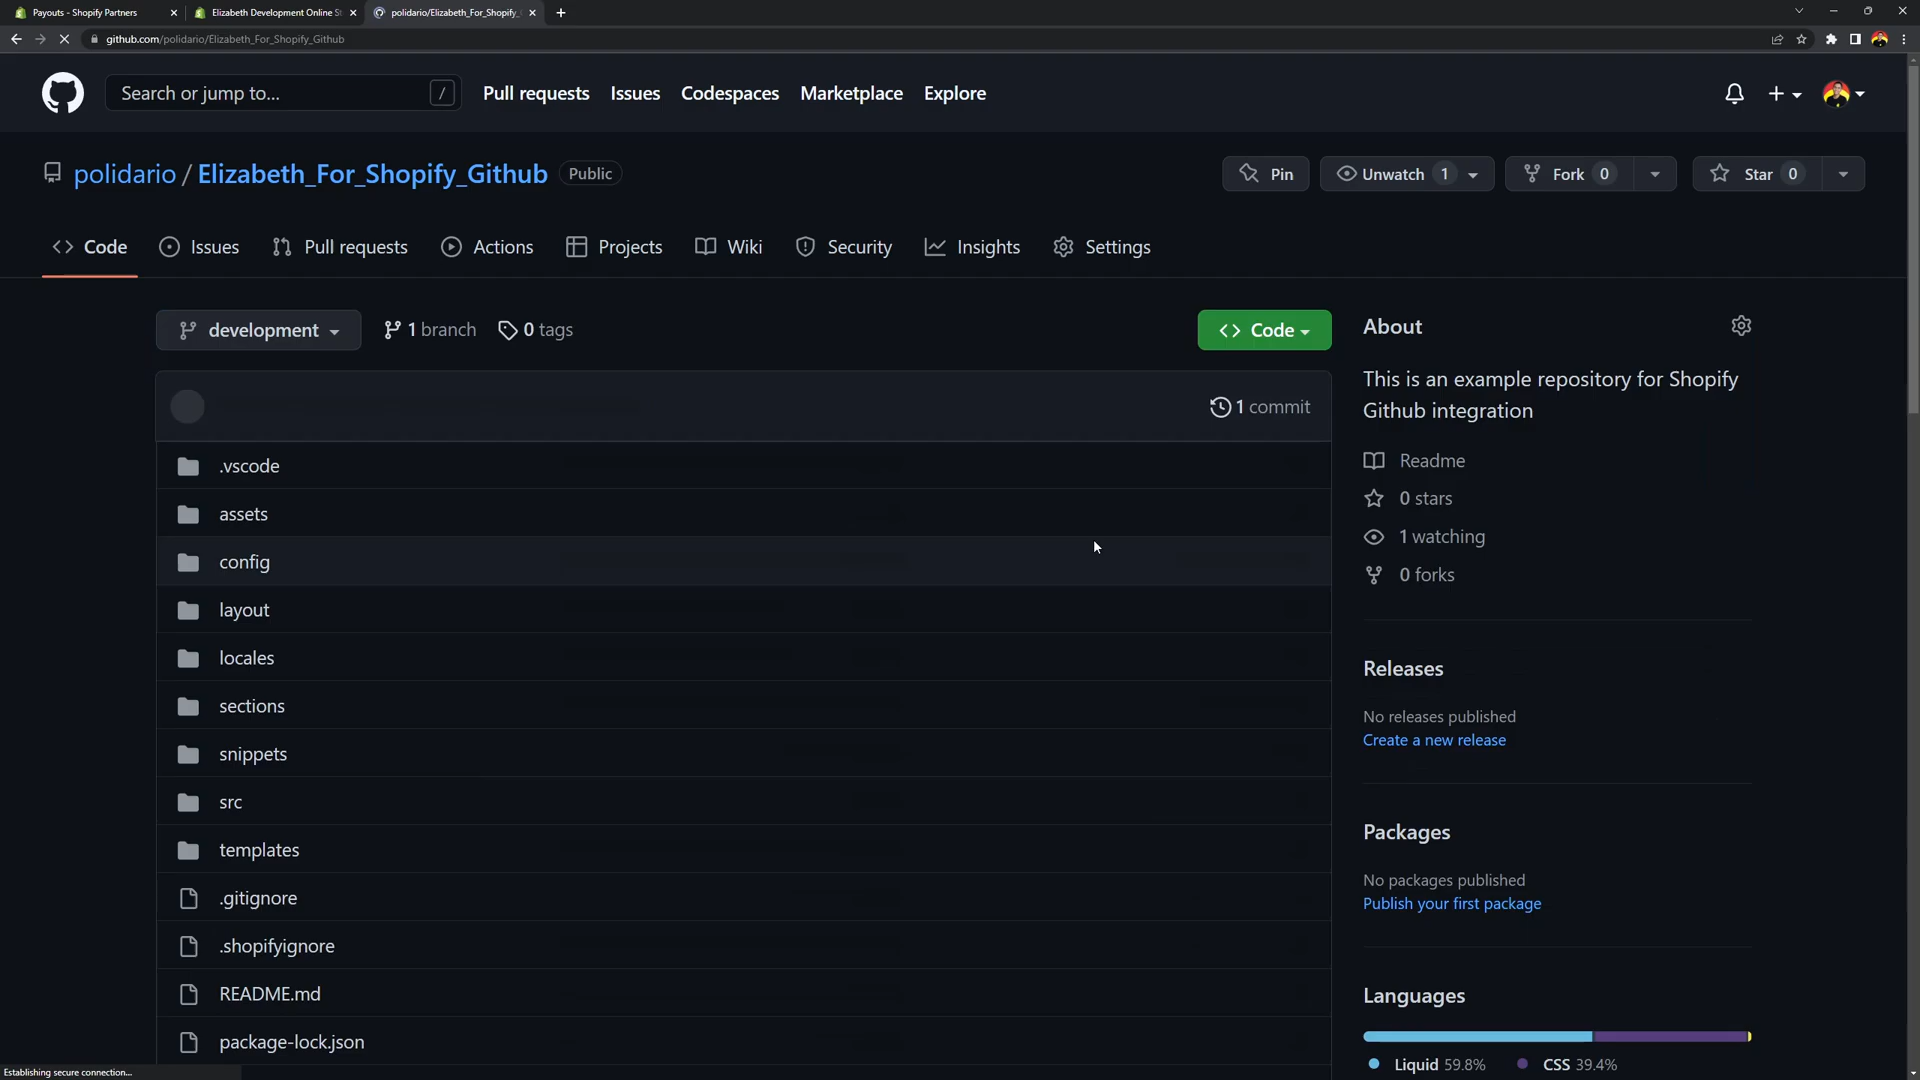 Payouts - Shopify Partners
Elizabeth Development Online S
polidario/Elizabeth_For_Shopify_
github.com/polidario/Elizabeth_For_Shopify_Github
Search or jump to...
/
Pull requests
Issues
Codespaces
Marketplace
Explore
polidario / Elizabeth_For_Shopify_Github
Public
Pin
Unwatch 1
Fork 0
Star 0
Code
Issues
Pull requests
Actions
Projects
Wiki
Security
Insights
Settings
development
1 branch
0 tags
Code
1 commit
.vscode
assets
config
layout
locales
sections
snippets
src
templates
.gitignore
.shopifyignore
README.md
package-lock.json
About
This is an example repository for Shopify
Github integration
Readme
0 stars
1 watching
0 forks
Releases
No releases published
Create a new release
Packages
No packages published
Publish your first package
Languages
Liquid 59.8%
CSS 39.4%
Establishing secure connection...